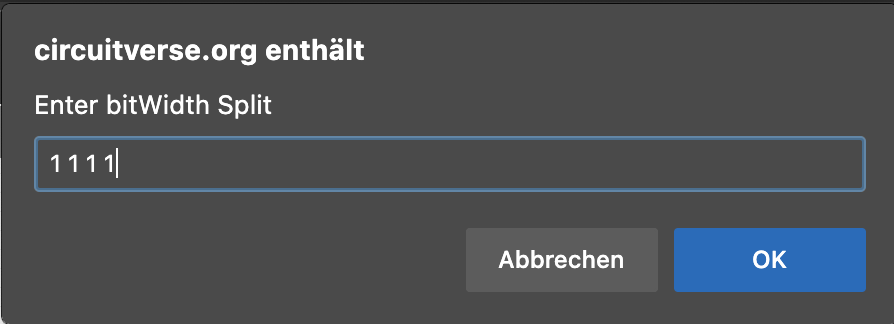 circuitverse.org enthält
Enter bitWidth Split
1 1 1 1
Abbrechen
OK